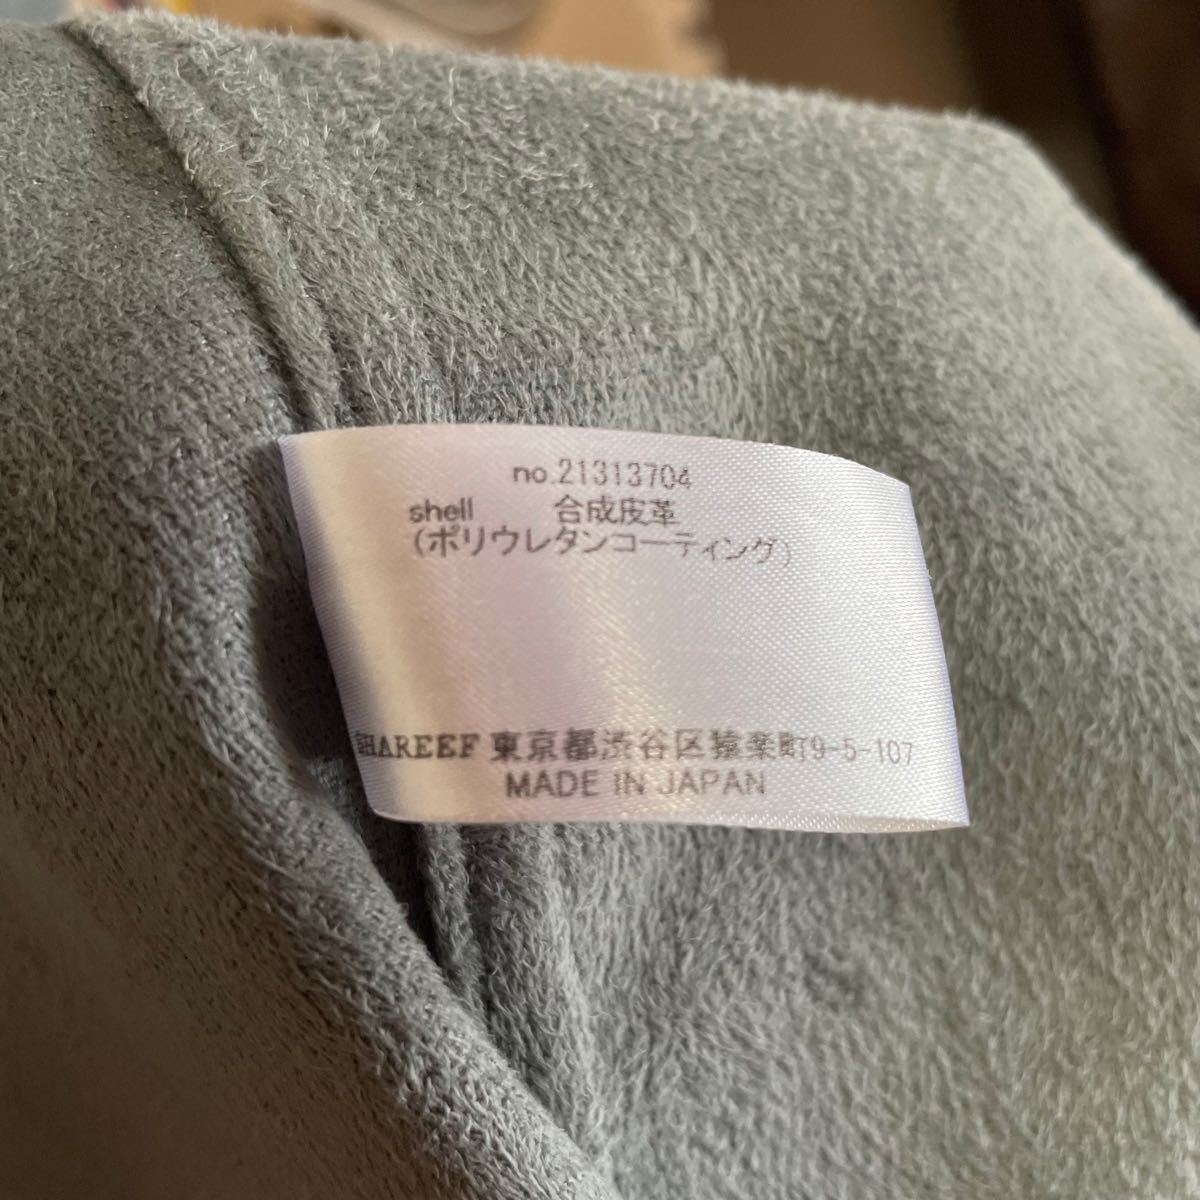 no.21313704
shell 合成皮革
(ポリウレタンコーティング)
SHAREEF 東京都渋谷区猿楽町9-5-107
MADE IN JAPAN